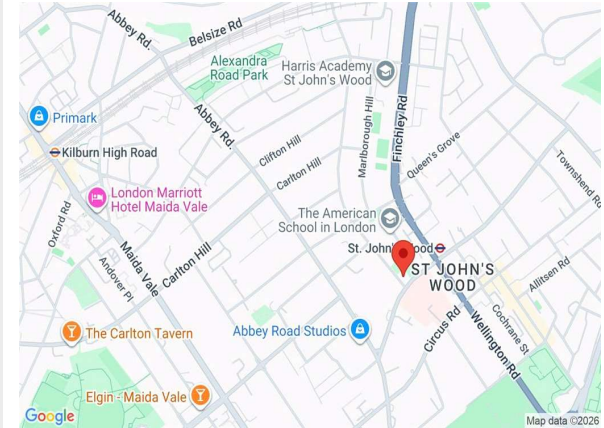 Abbey Rd.
Belsize Rd
Alexandra
Road Park
Harris Academy
St John's Wood
Primark
Abbey Rd.
Marlborough Hill
Finchley Rd
Kilburn High Road
Clifton Hill
Queen's Grove
Townshend Rd
Carlton Hill
London Marriott
Hotel Maida Vale
Oxford Rd
The American
School in London
Maida Vale
Carlton Hill
St. John's Wood
ST JOHN'S
WOOD
Andover Pl
Allitsen Rd
The Carlton Tavern
Abbey Road Studios
Circus Rd
Wellington Rd
Cochrane St
Elgin - Maida Vale
Google
Map data ©2026